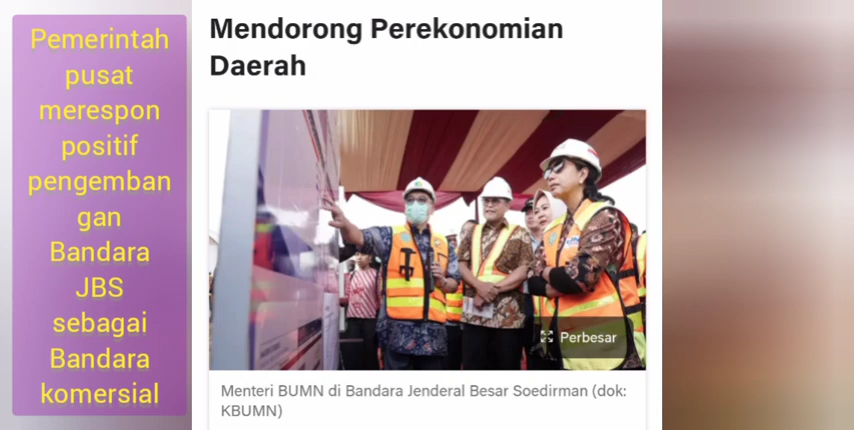 Pemerintah
pusat
merespon
positif
pengemban
gan
Bandara
JBS
sebagai
Bandara
komersial
Mendorong Perekonomian
Daerah
Perbesar
Menteri BUMN di Bandara Jenderal Besar Soedirman (dok:
KBUMN)